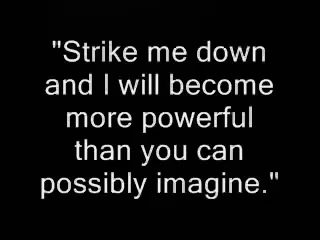 "Strike me down
and I will become
more powerful
than you can
possibly imagine."